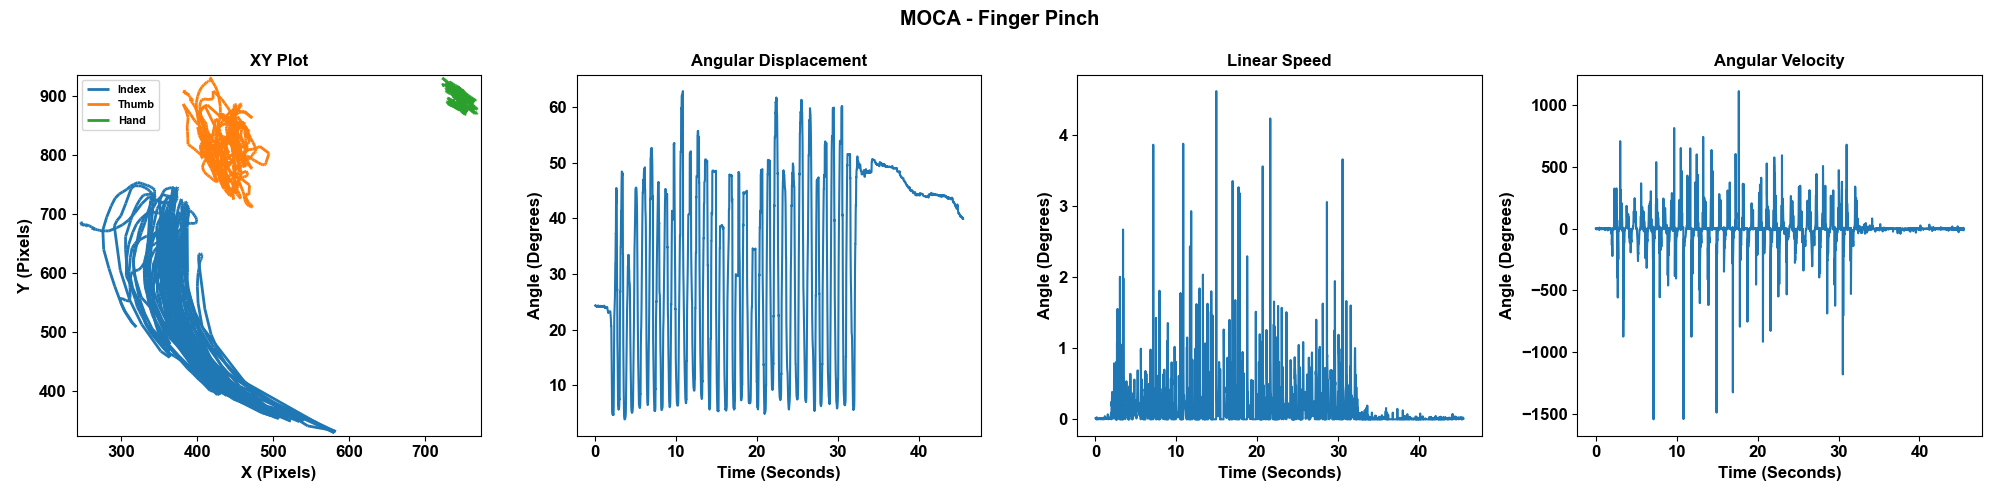 MOCA - Finger Pinch
XY Plot
Index
Thumb
Hand
900
800
700
600
500
400
300 400 500 600 700
Y (Pixels)
X (Pixels)
Angular Displacement
60
50
40
30
20
10
0 10 20 30 40
Angle (Degrees)
Time (Seconds)
Linear Speed
4
3
2
1
0
0 10 20 30 40
Angle (Degrees)
Time (Seconds)
Angular Velocity
1000
500
0
−500
−1000
−1500
0 10 20 30 40
Angle (Degrees)
Time (Seconds)